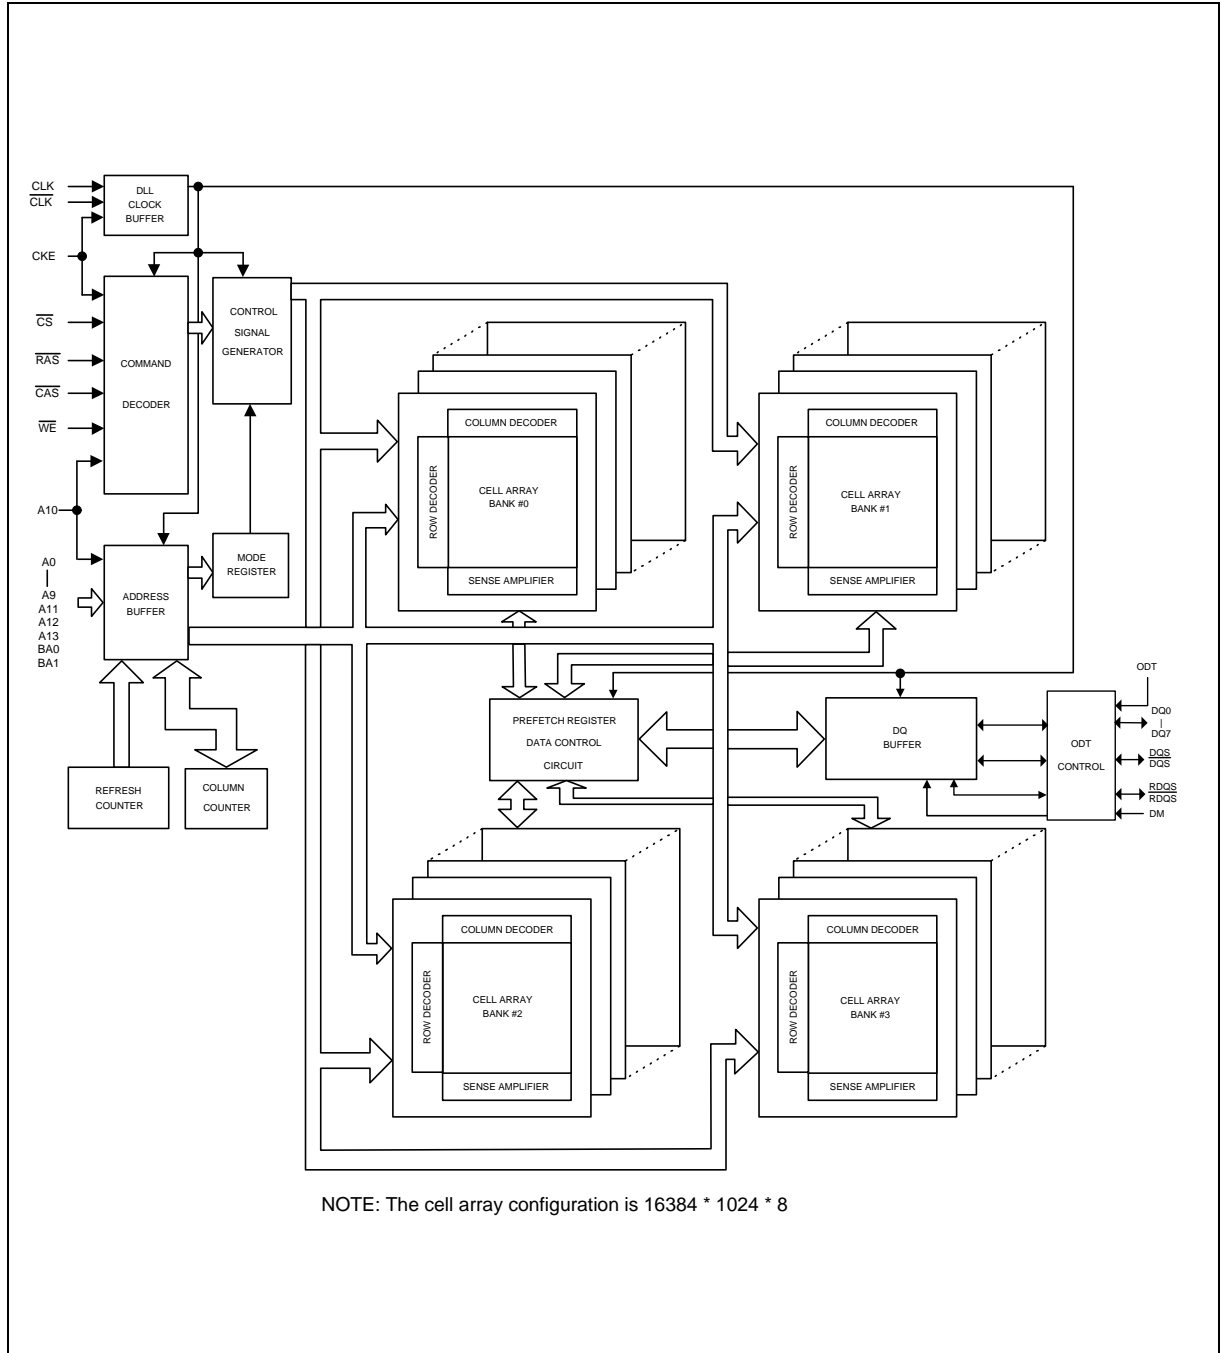 CLK
CLK
CKE
CS
RAS
CAS
WE
A10
A0
|
A9
A11
A12
A13
BA0
BA1
DLL
CLOCK
BUFFER
COMMAND
DECODER
CONTROL
SIGNAL
GENERATOR
MODE
REGISTER
ADDRESS
BUFFER
REFRESH
COUNTER
COLUMN
COUNTER
COLUMN DECODER
ROW DECODER
CELL ARRAY
BANK #0
SENSE AMPLIFIER
COLUMN DECODER
ROW DECODER
CELL ARRAY
BANK #1
SENSE AMPLIFIER
PREFETCH REGISTER
DATA CONTROL
CIRCUIT
DQ
BUFFER
ODT
CONTROL
ODT
DQ0
|
DQ7
DQS
DQS
RDQS
RDQS
DM
COLUMN DECODER
ROW DECODER
CELL ARRAY
BANK #2
SENSE AMPLIFIER
COLUMN DECODER
ROW DECODER
CELL ARRAY
BANK #3
SENSE AMPLIFIER
NOTE: The cell array configuration is 16384 * 1024 * 8